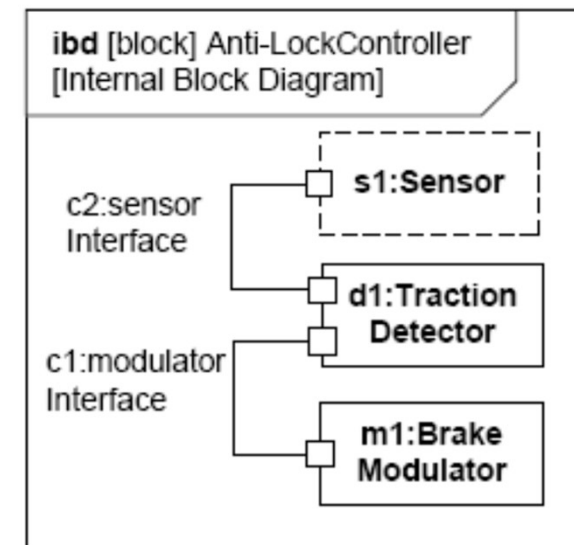 ibd [block] Anti-LockController
[Internal Block Diagram]
s1:Sensor
c2:sensor
Interface
d1:Traction
Detector
c1:modulator
Interface
m1:Brake
Modulator